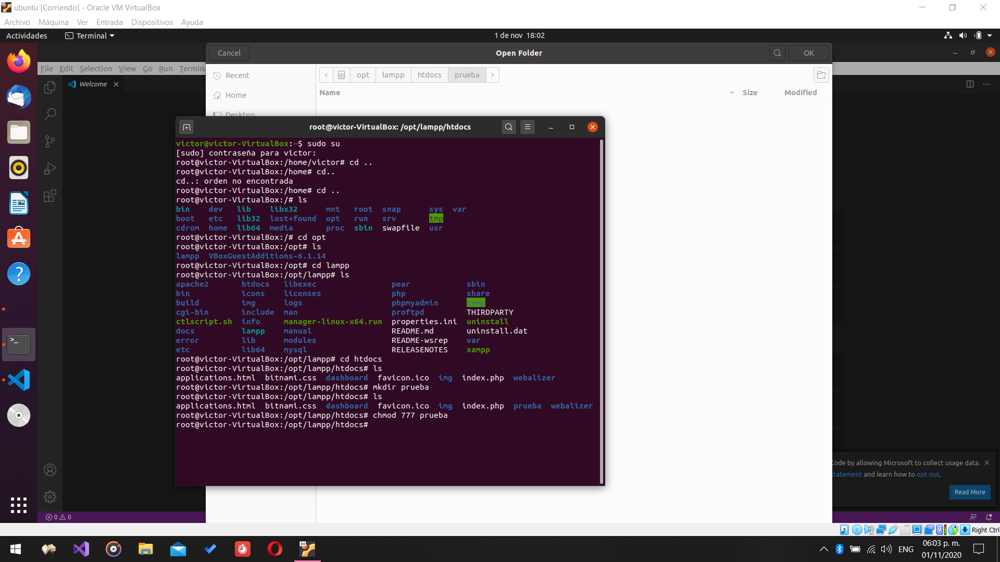 ubuntu [Corriendo] - Oracle VM VirtualBox
Archivo Máquina Ver Entrada Dispositivos Ayuda
Actividades Terminal 1 de nov 18:02
Cancel Open Folder OK
File Edit Selection View Go Run
Welcome
Recent
Home
Desktop
opt lampp htdocs prueba
Name Size Modified
root@victor-VirtualBox: /opt/lampp/htdocs
victor@victor-VirtualBox:~$ sudo su
[sudo] contraseña para victor:
root@victor-VirtualBox:/home/victor# cd ..
root@victor-VirtualBox:/home# cd..
cd..: orden no encontrada
root@victor-VirtualBox:/home# cd ..
root@victor-VirtualBox:/# ls
bin dev lib libx32 mnt root snap sys var
boot etc lib32 lost+found opt run srv tmp
cdrom home lib64 media proc sbin swapfile usr
root@victor-VirtualBox:/# cd opt
root@victor-VirtualBox:/opt# ls
lampp VBoxGuestAdditions-6.1.14
root@victor-VirtualBox:/opt# cd lampp
root@victor-VirtualBox:/opt/lampp# ls
apache2 htdocs libexec pear sbin
bin icons licenses php share
build img logs phpmyadmin temp
cgi-bin include man proftpd THIRDPARTY
ctlscript.sh info manager-linux-x64.run properties.ini uninstall
docs lampp manual README.md uninstall.dat
error lib modules README-wsrep var
etc lib64 mysql RELEASENOTES xampp
root@victor-VirtualBox:/opt/lampp# cd htdocs
root@victor-VirtualBox:/opt/lampp/htdocs# ls
applications.html bitnami.css dashboard favicon.ico img index.php webalizer
root@victor-VirtualBox:/opt/lampp/htdocs# mkdir prueba
root@victor-VirtualBox:/opt/lampp/htdocs# ls
applications.html bitnami.css dashboard favicon.ico img index.php prueba webalizer
root@victor-VirtualBox:/opt/lampp/htdocs# chmod 777 prueba
root@victor-VirtualBox:/opt/lampp/htdocs#
Code by allowing Microsoft to collect usage data.
statement and learn how to opt out.
Read More
0 0
Right Ctrl
ENG 06:03 p. m.
01/11/2020